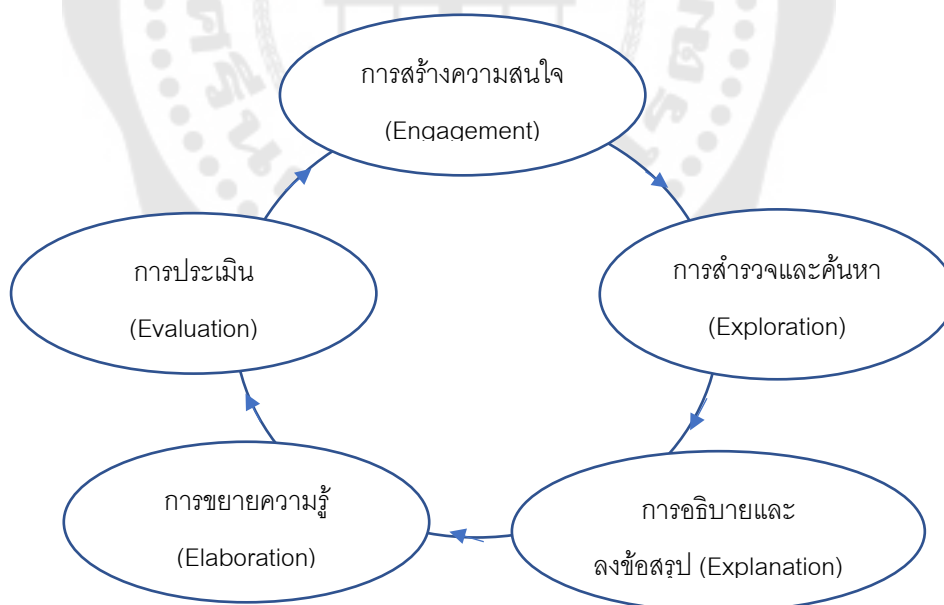 การสร้างความสนใจ
(Engagement)
การสำรวจและค้นหา
(Exploration)
การอธิบายและ
ลงข้อสรุป (Explanation)
การขยายความรู้
(Elaboration)
การประเมิน
(Evaluation)